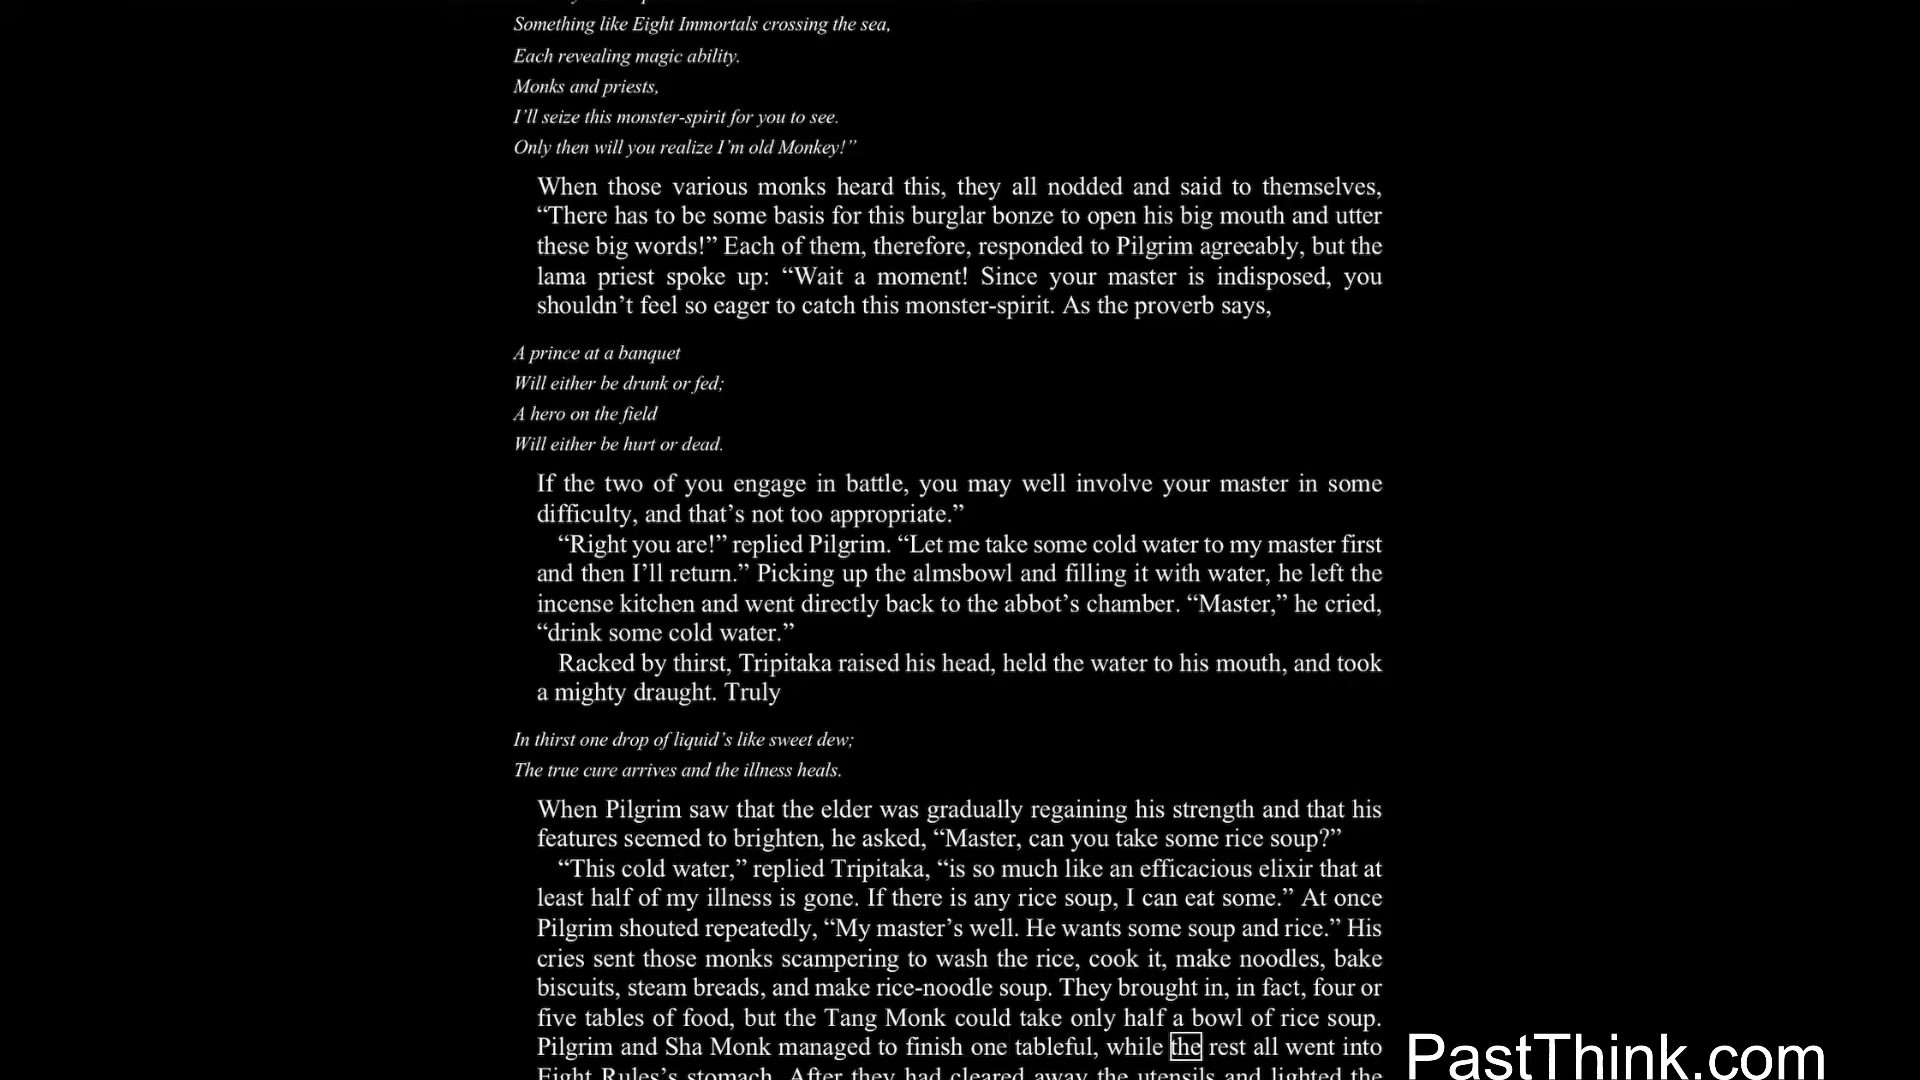 Something like Eight Immortals crossing the sea,
Each revealing magic ability.
Monks and priests,
I’ll seize this monster-spirit for you to see.
Only then will you realize I’m old Monkey!”
When those various monks heard this, they all nodded and said to themselves,
“There has to be some basis for this burglar bonze to open his big mouth and utter
these big words!” Each of them, therefore, responded to Pilgrim agreeably, but the
lama priest spoke up: “Wait a moment! Since your master is indisposed, you
shouldn’t feel so eager to catch this monster-spirit. As the proverb says,
A prince at a banquet
Will either be drunk or fed;
A hero on the field
Will either be hurt or dead.
If the two of you engage in battle, you may well involve your master in some
difficulty, and that’s not too appropriate.”
“Right you are!” replied Pilgrim. “Let me take some cold water to my master first
and then I’ll return.” Picking up the almsbowl and filling it with water, he left the
incense kitchen and went directly back to the abbot’s chamber. “Master,” he cried,
“drink some cold water.”
Racked by thirst, Tripitaka raised his head, held the water to his mouth, and took
a mighty draught. Truly
In thirst one drop of liquid’s like sweet dew;
The true cure arrives and the illness heals.
When Pilgrim saw that the elder was gradually regaining his strength and that his
features seemed to brighten, he asked, “Master, can you take some rice soup?”
“This cold water,” replied Tripitaka, “is so much like an efficacious elixir that at
least half of my illness is gone. If there is any rice soup, I can eat some.” At once
Pilgrim shouted repeatedly, “My master’s well. He wants some soup and rice.” His
cries sent those monks scampering to wash the rice, cook it, make noodles, bake
biscuits, steam breads, and make rice-noodle soup. They brought in, in fact, four or
five tables of food, but the Tang Monk could take only half a bowl of rice soup.
Pilgrim and Sha Monk managed to finish one tableful, while the rest all went into
Eight Rules’s stomach. After they had cleared away the utensils and lighted the
PastThink.com